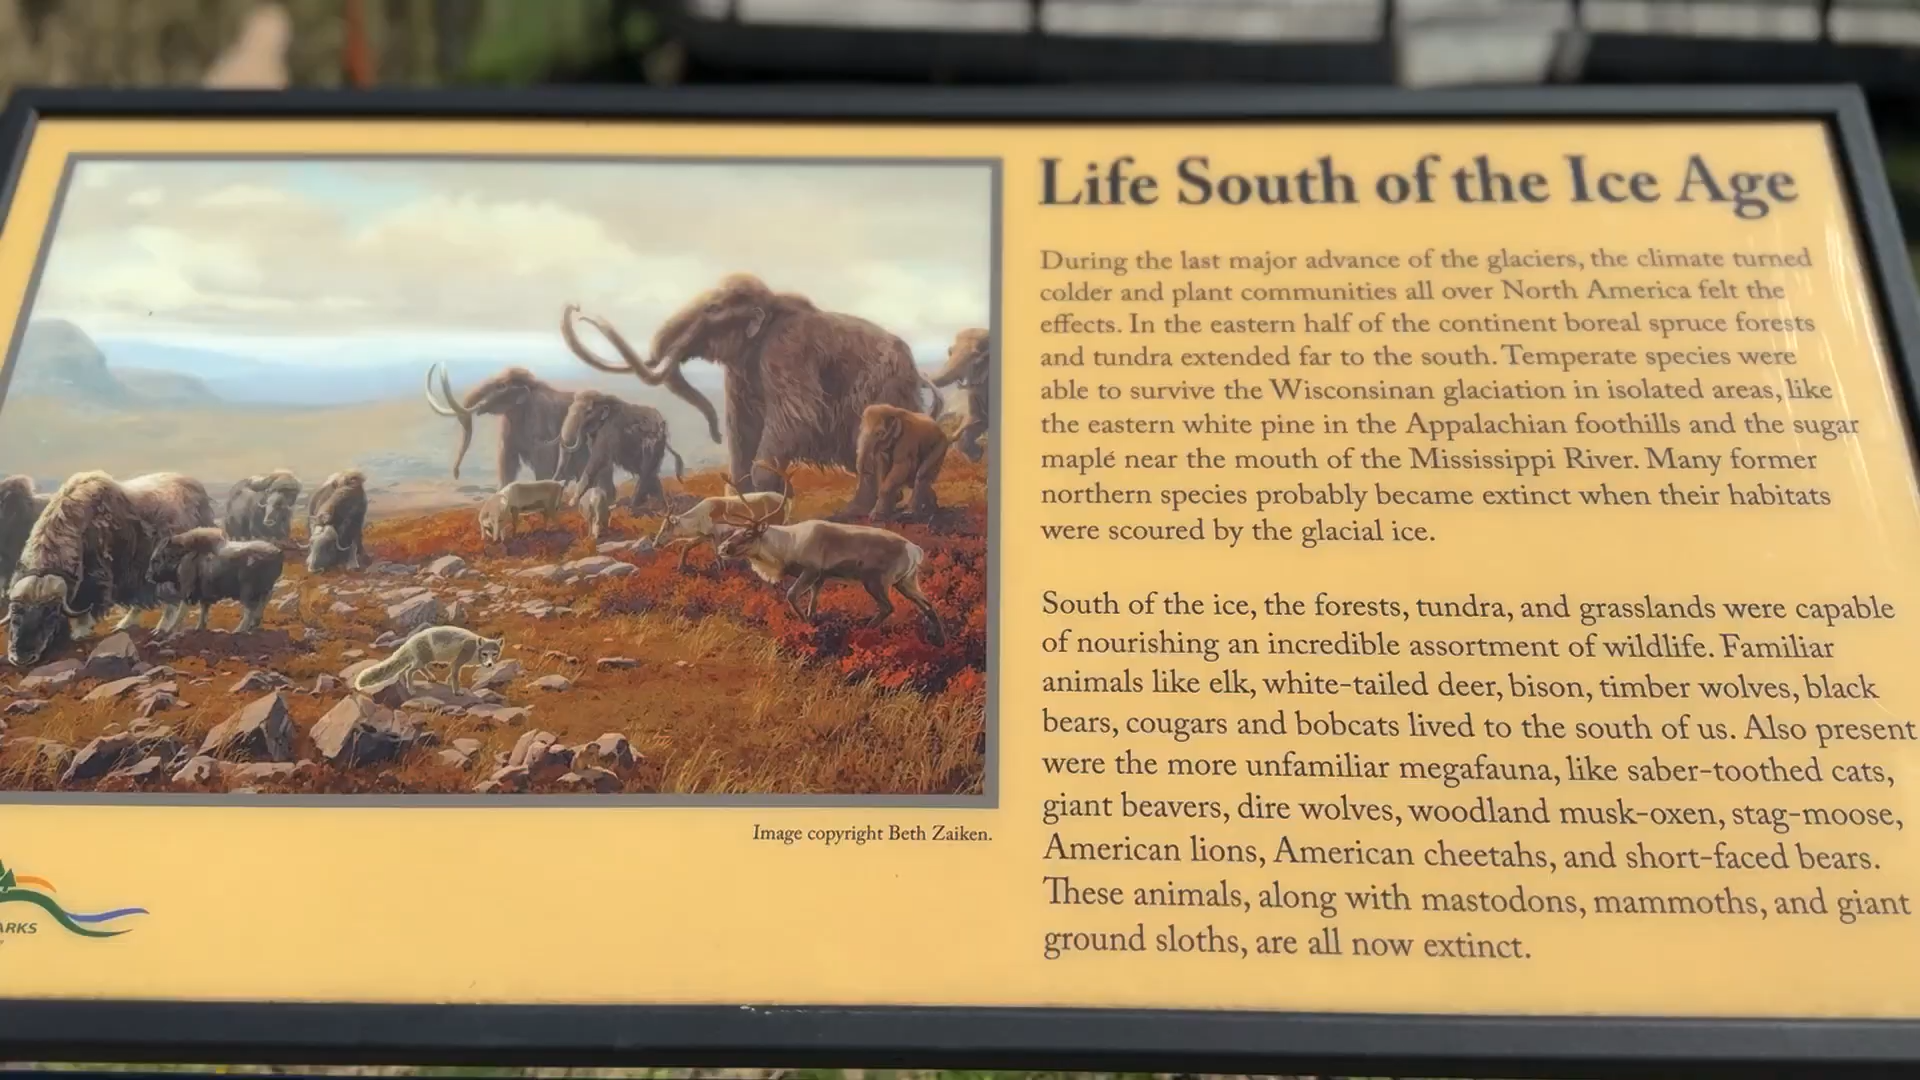 Life South of the Ice Age
During the last major advance of the glaciers, the climate turned
colder and plant communities all over North America felt the
effects. In the eastern half of the continent boreal spruce forests
and tundra extended far to the south. Temperate species were
able to survive the Wisconsinan glaciation in isolated areas, like
the eastern white pine in the Appalachian foothills and the sugar
maple near the mouth of the Mississippi River. Many former
northern species probably became extinct when their habitats
were scoured by the glacial ice.
South of the ice, the forests, tundra, and grasslands were capable
of nourishing an incredible assortment of wildlife. Familiar
animals like elk, white-tailed deer, bison, timber wolves, black
bears, cougars and bobcats lived to the south of us. Also present
were the more unfamiliar megafauna, like saber-toothed cats,
giant beavers, dire wolves, woodland musk-oxen, stag-moose,
American lions, American cheetahs, and short-faced bears.
These animals, along with mastodons, mammoths, and giant
ground sloths, are all now extinct.
Image copyright Beth Zaiken.
ARKS